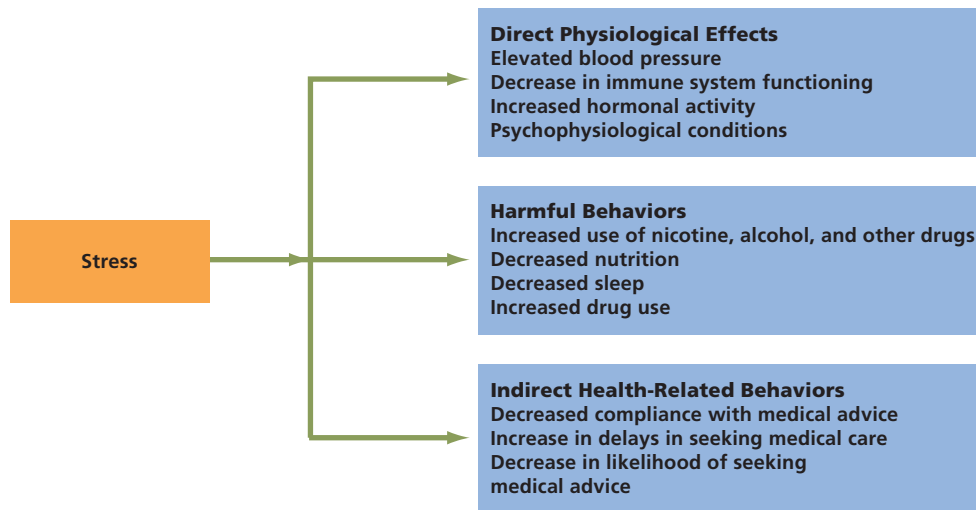 Stress
Direct Physiological Effects
Elevated blood pressure
Decrease in immune system functioning
Increased hormonal activity
Psychophysiological conditions
Harmful Behaviors
Increased use of nicotine, alcohol, and other drugs
Decreased nutrition
Decreased sleep
Increased drug use
Indirect Health-Related Behaviors
Decreased compliance with medical advice
Increase in delays in seeking medical care
Decrease in likelihood of seeking
medical advice